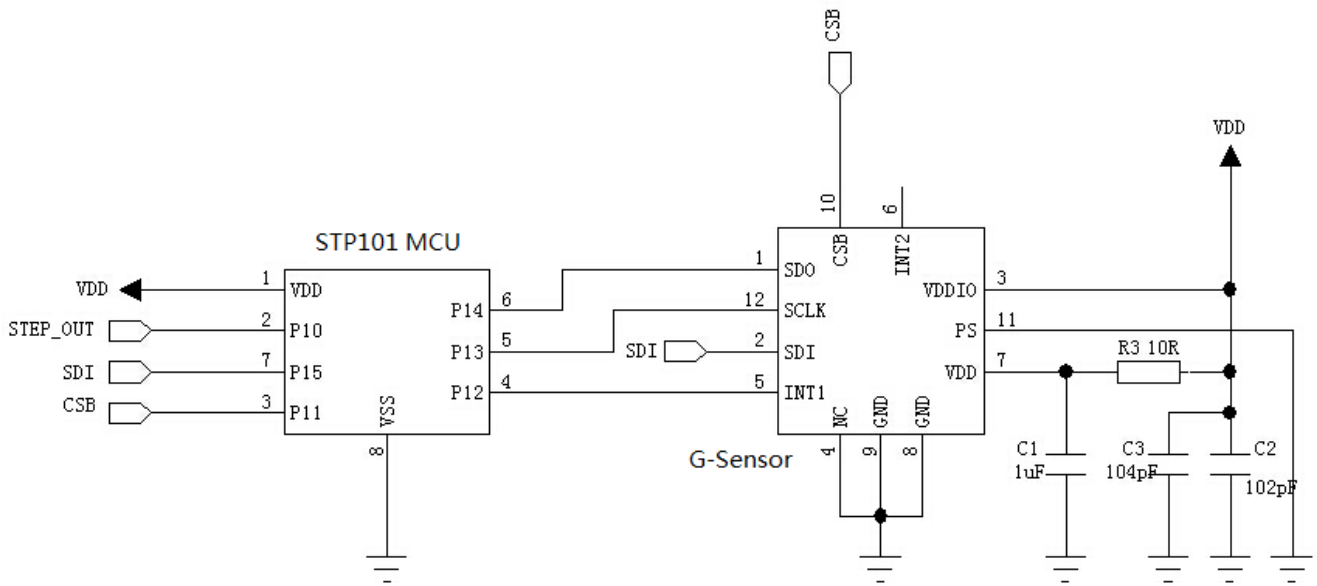 CSB
VDD
10
6
STP101 MCU
CSB
INT2
1
SDO
VDD
1
VDD
6
P14
12
SCLK
VDDIO
3
STEP_OUT
2
P10
5
P13
SDI
2
SDI
PS
11
SDI
7
P15
4
P12
5
INT1
VDD
7
R3 10R
CSB
3
P11
VSS
8
NC
GND
GND
4
9
8
G-Sensor
C1
1uF
C3
104pF
C2
102pF